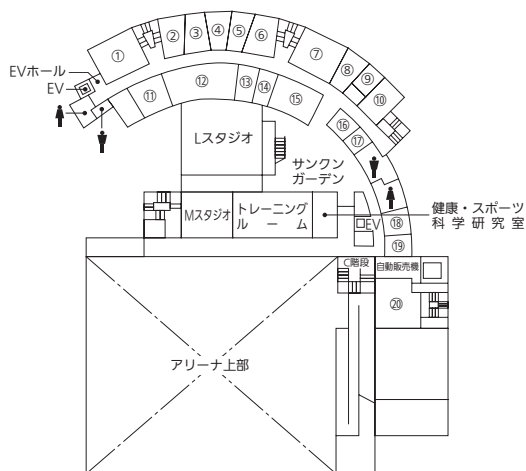 ①
②
③
④
⑤
⑥
⑦
⑧
⑨
⑩
EVホール
EV
⑪
⑫
⑬
⑭
⑮
⑯
⑰
Lスタジオ
サンクン
ガーデン
Mスタジオ
トレーニング
ルーム
EV
健康・スポーツ
科学研究室
⑱
⑲
C階段
自動販売機
⑳
アリーナ上部